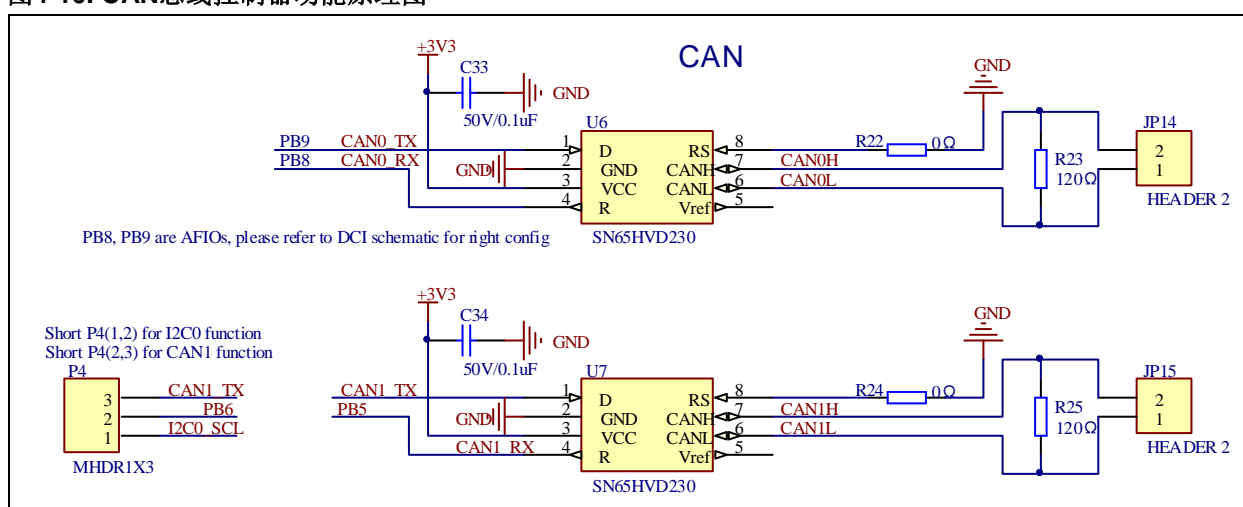 +3V3
CAN
C33
GND
50V/0.1uF
GND
U6
JP14
PB9 CAN0_TX 1 D RS 8 R22 0Ω
PB8 CAN0_RX GND 2 GND CANH 7 CAN0H R23 2
3 VCC CANL 6 CAN0L 120Ω 1
4 R Vref 5 HEADER 2
PB8, PB9 are AFIOs, please refer to DCI schematic for right config
SN65HVD230
+3V3
Short P4(1,2) for I2C0 function
Short P4(2,3) for CAN1 function
C34
GND
50V/0.1uF
GND
P4
U7
JP15
3 CAN1_TX CAN1_TX 1 D RS 8 R24 0Ω
2 PB6 PB5 GND 2 GND CANH 7 CAN1H R25 2
1 I2C0_SCL 3 VCC CANL 6 CAN1L 120Ω 1
CAN1_RX 4 R Vref 5 HEADER 2
MHDR1X3
SN65HVD230